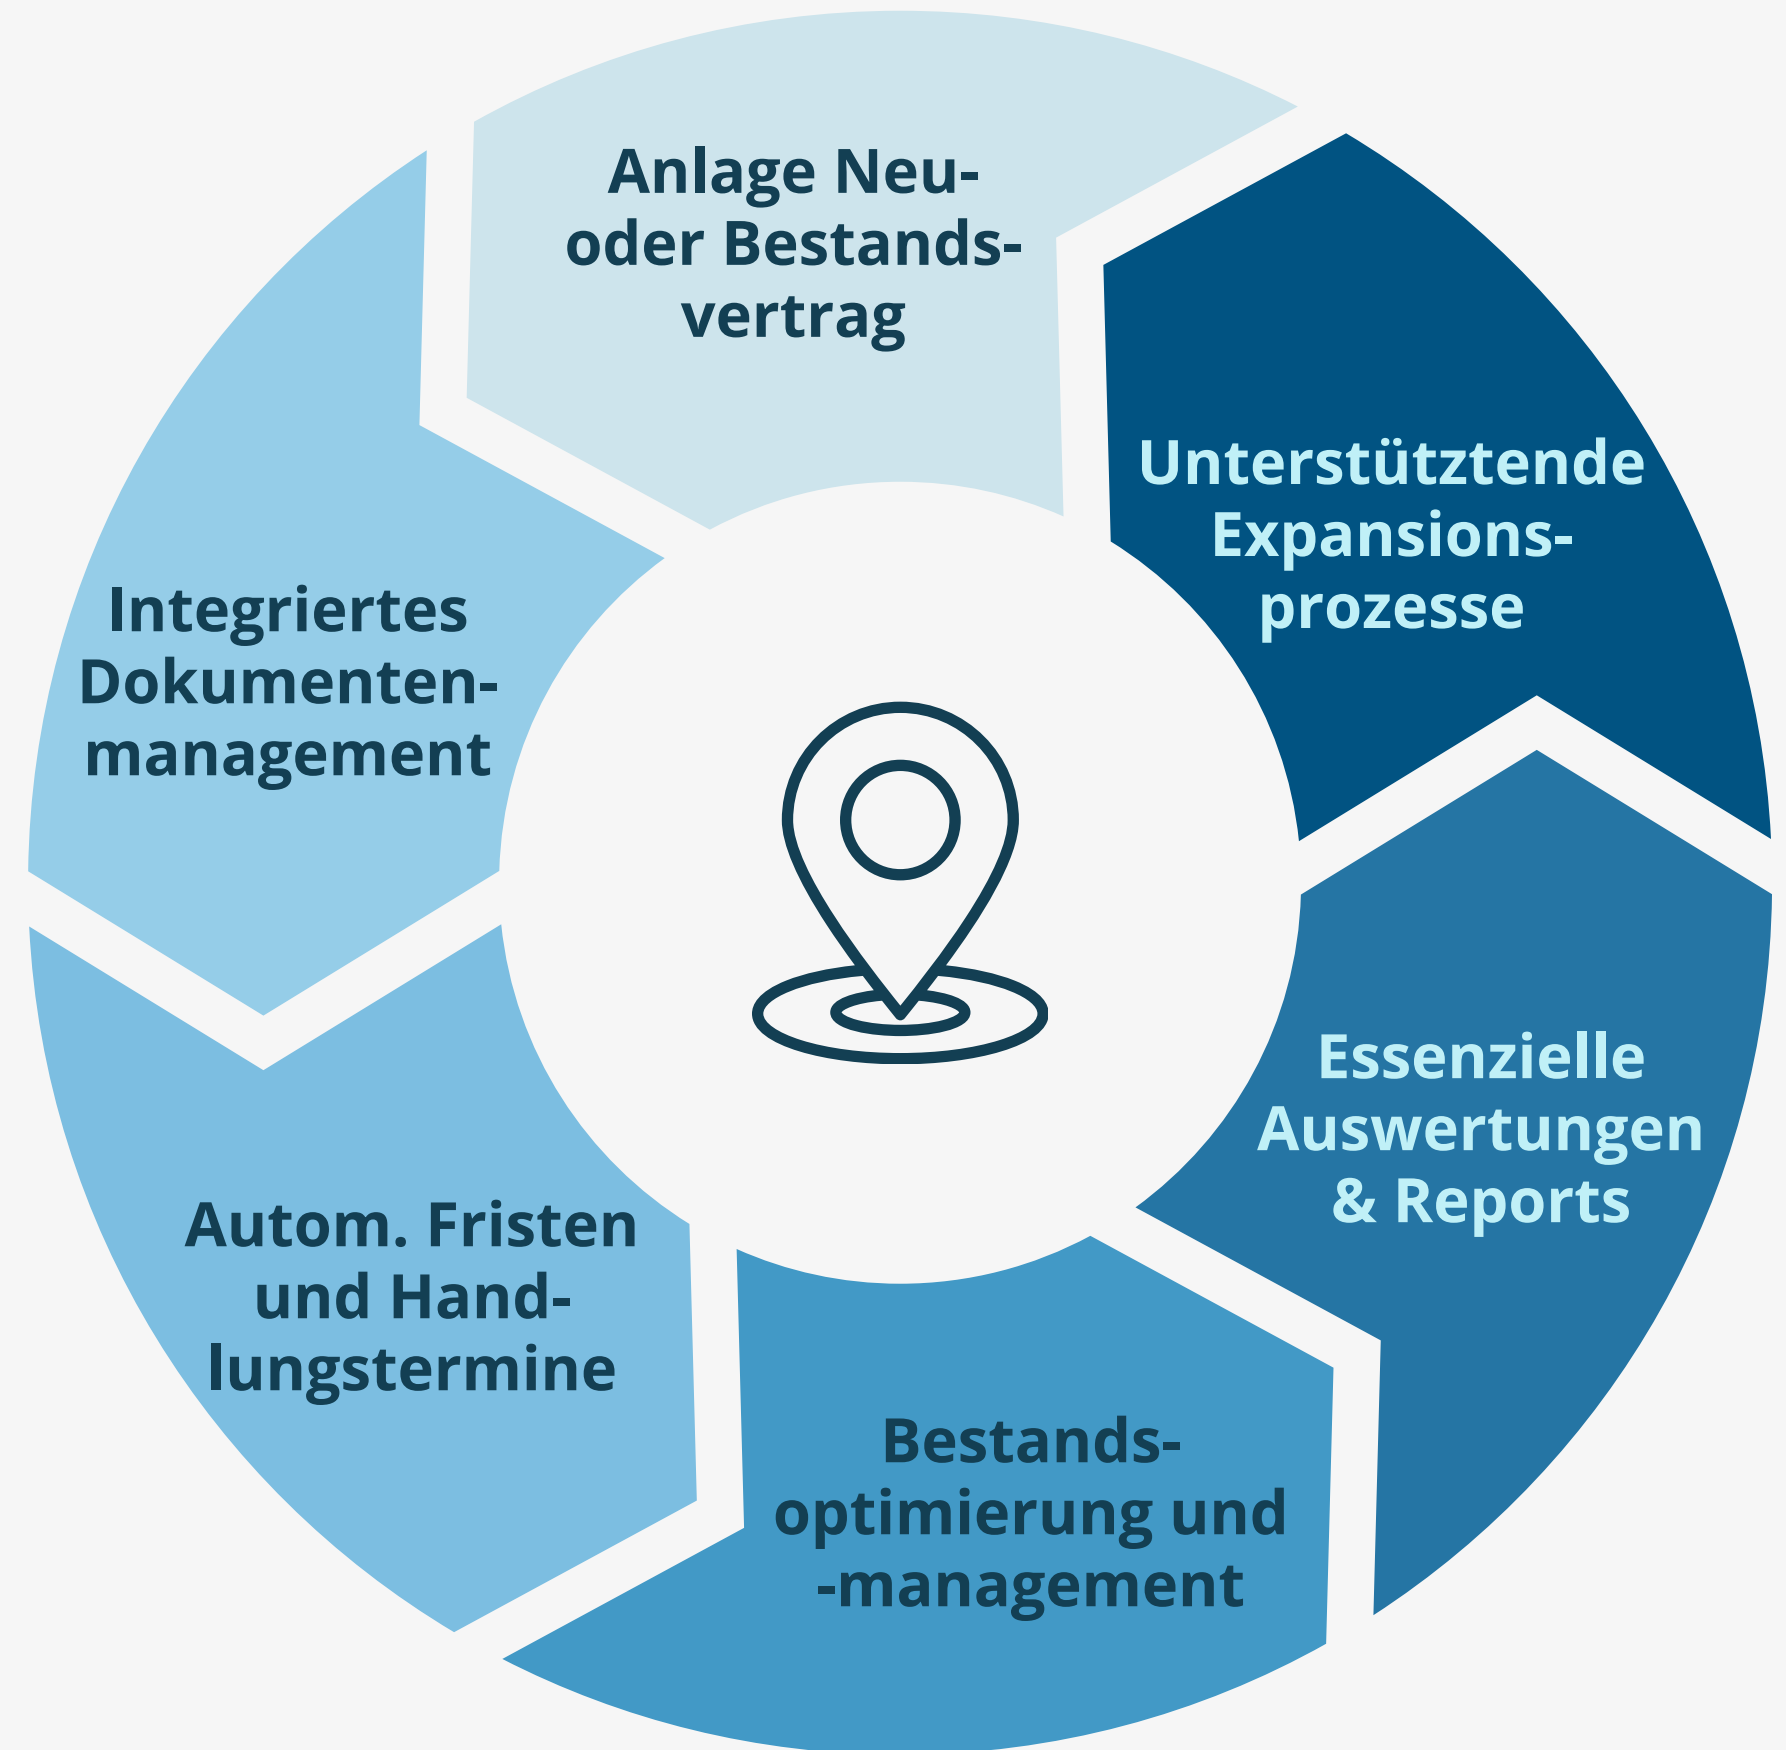 Anlage Neu-
oder Bestands-
vertrag
Unterstütztende
Expansions-
prozesse
Essenzielle
Auswertungen
& Reports
Bestands-
optimierung und
-management
Autom. Fristen
und Hand-
lungstermine
Integriertes
Dokumenten-
management